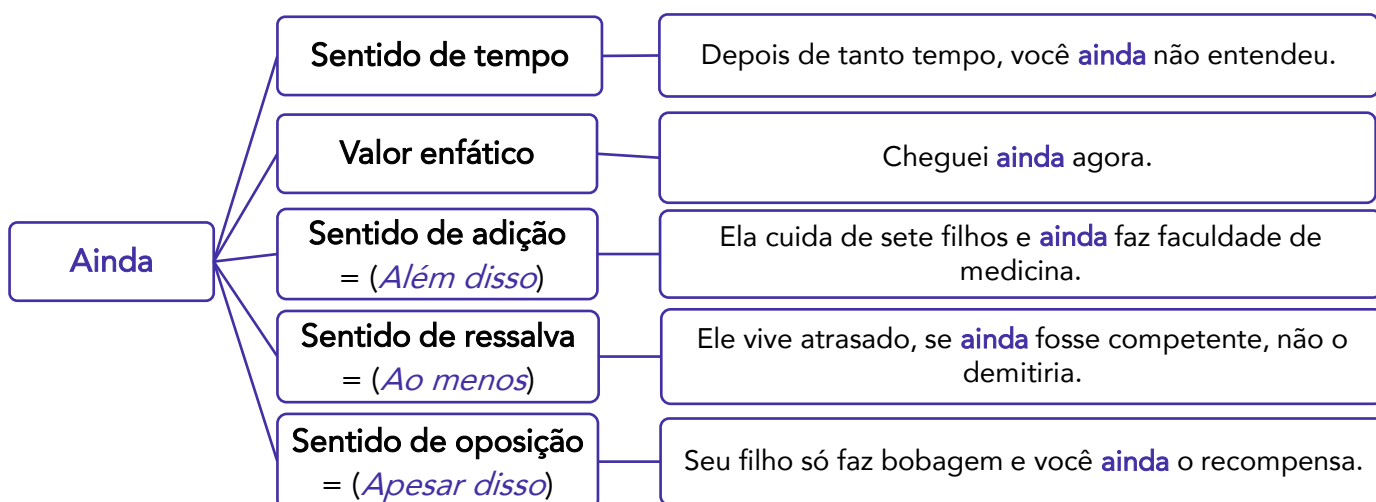 Ainda
Sentido de tempo
Depois de tanto tempo, você ainda não entendeu.
Valor enfático
Cheguei ainda agora.
Sentido de adição
= (Além disso)
Ela cuida de sete filhos e ainda faz faculdade de
medicina.
Sentido de ressalva
= (Ao menos)
Ele vive atrasado, se ainda fosse competente, não o
demitiria.
Sentido de oposição
= (Apesar disso)
Seu filho só faz bobagem e você ainda o recompensa.